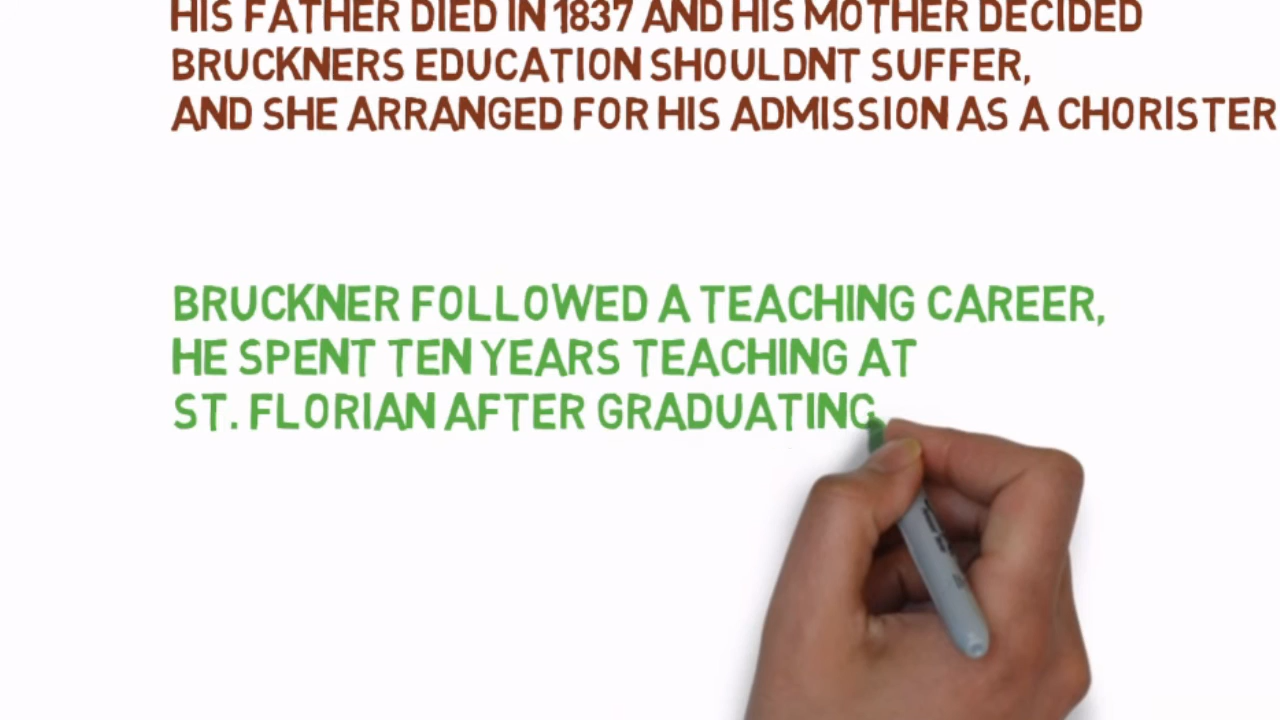 HIS FATHER DIED IN 1837 AND HIS MOTHER DECIDED
BRUCKNERS EDUCATION SHOULDNT SUFFER,
AND SHE ARRANGED FOR HIS ADMISSION AS A CHORISTER
BRUCKNER FOLLOWED A TEACHING CAREER,
HE SPENT TEN YEARS TEACHING AT
ST. FLORIAN AFTER GRADUATING